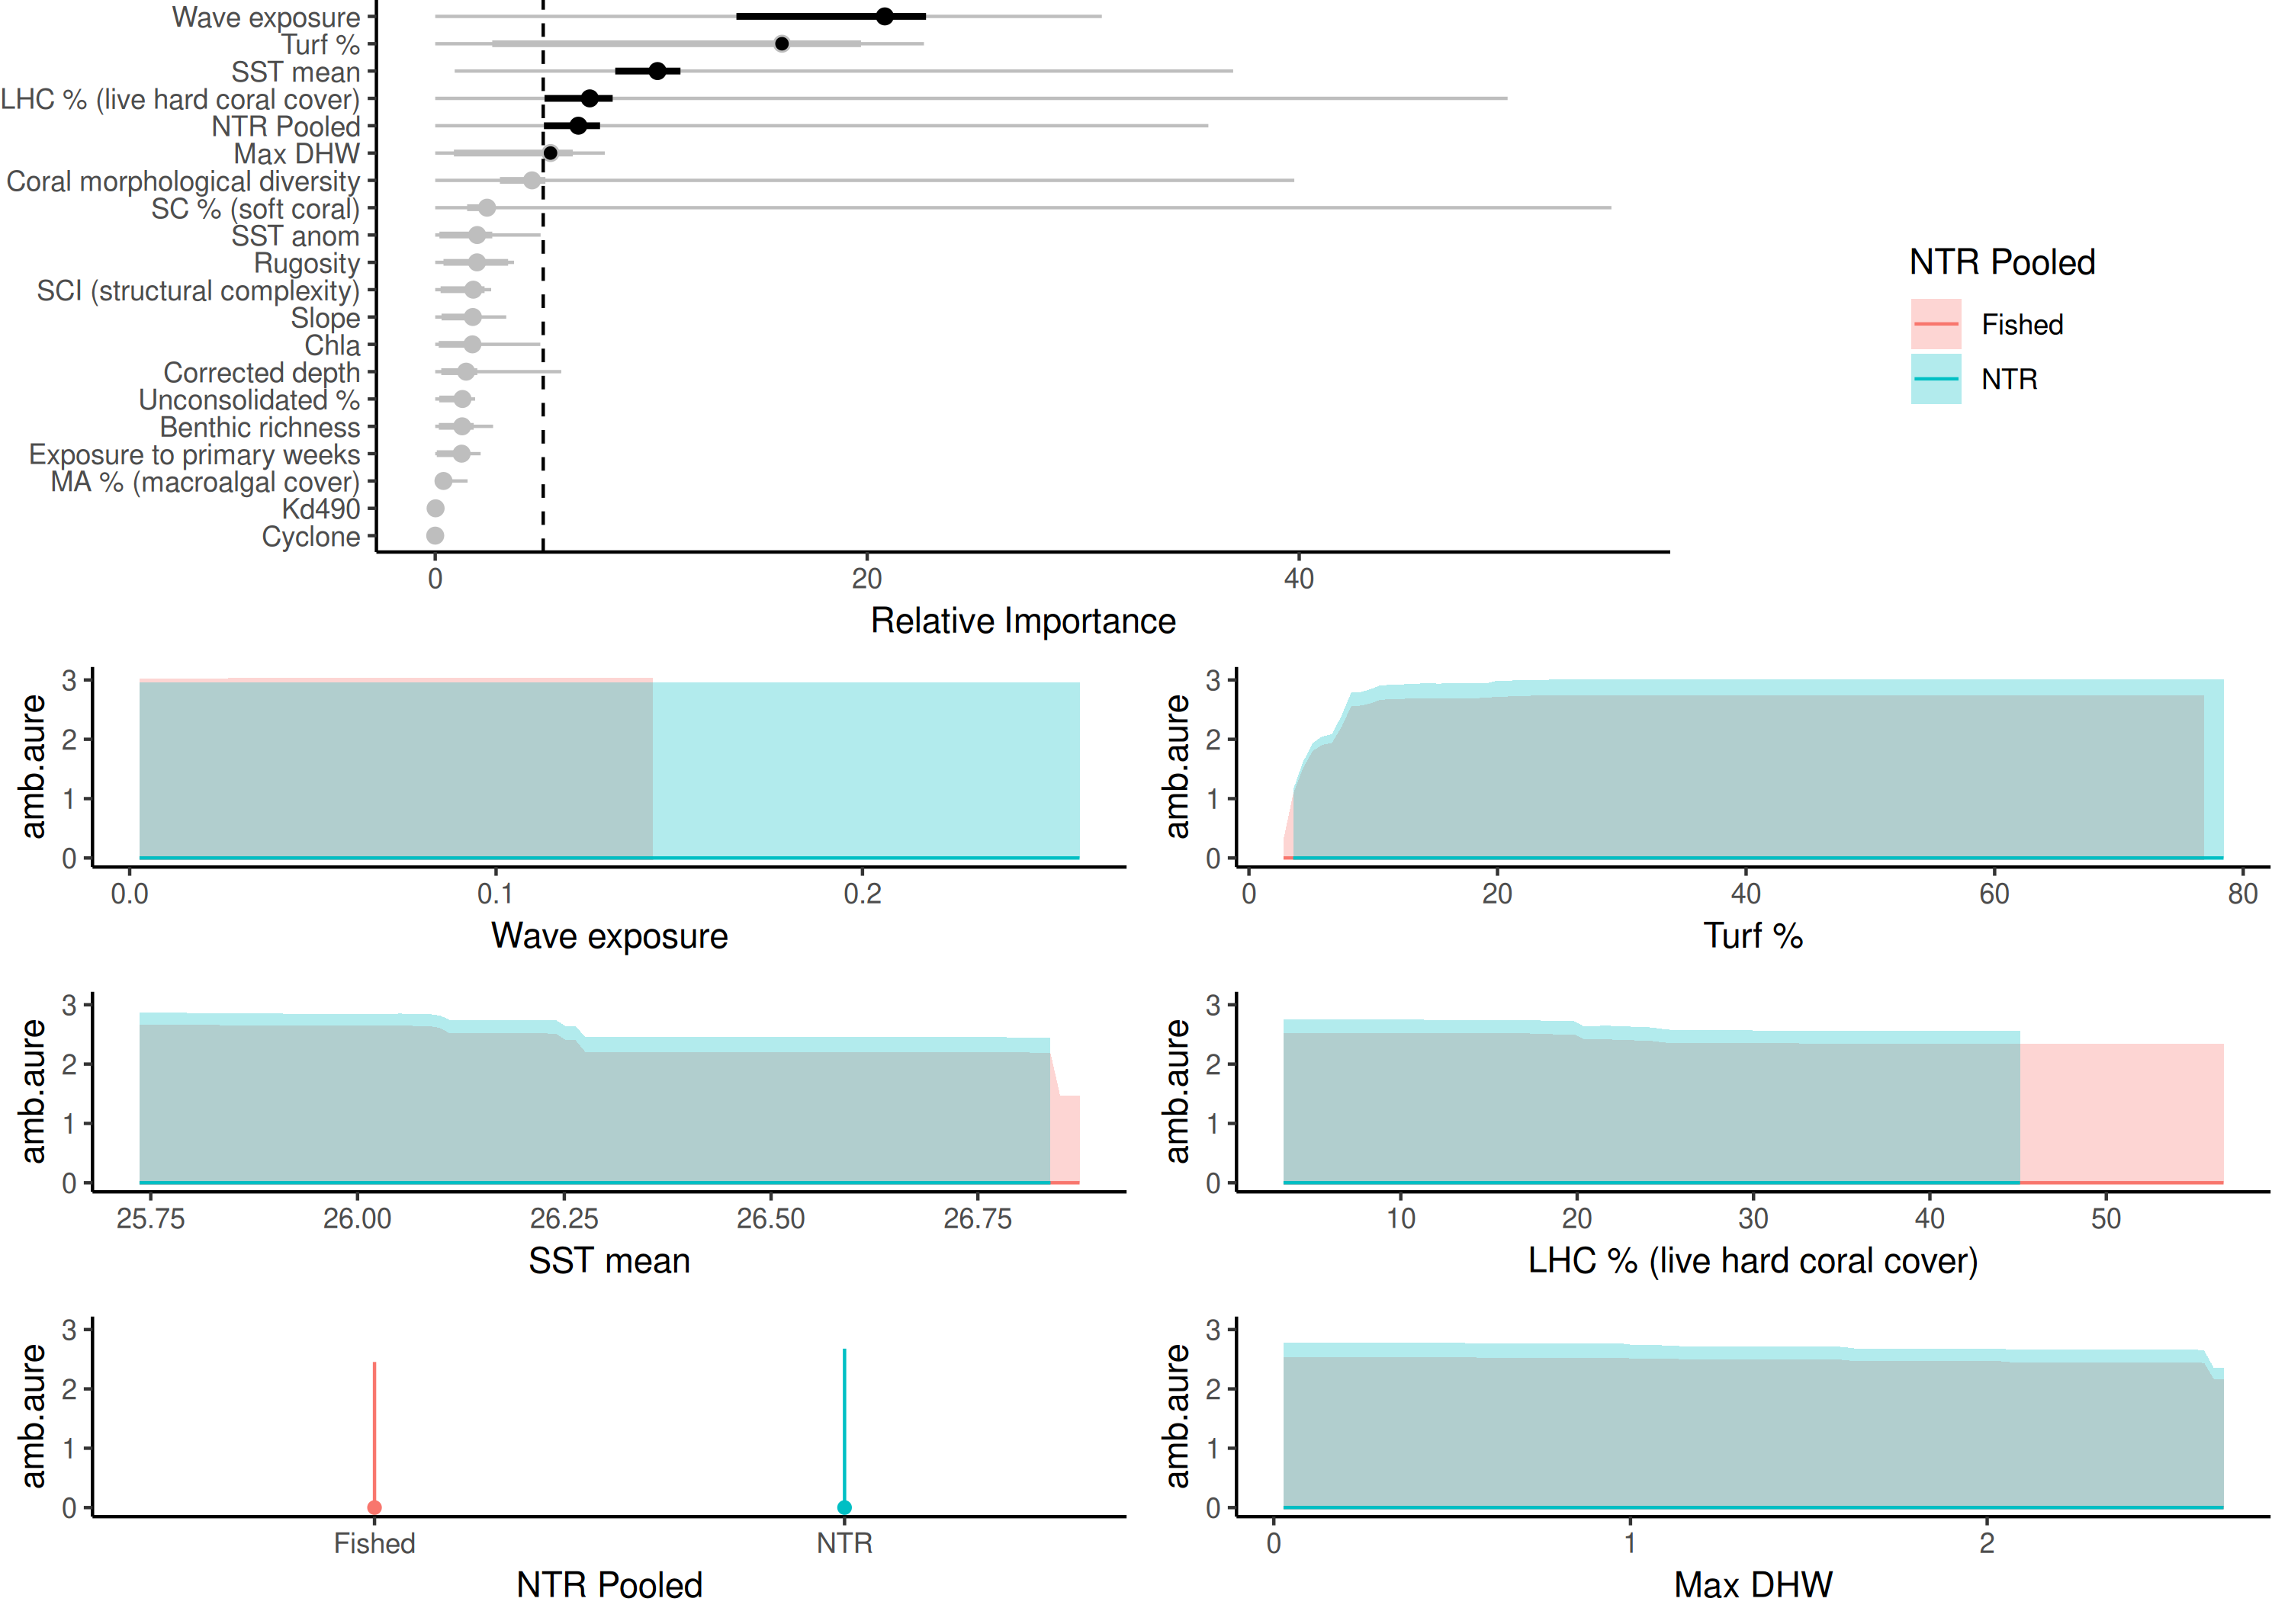 Wave exposure
Turf %
SST mean
LHC % (live hard coral cover)
NTR Pooled
Max DHW
Coral morphological diversity
SC % (soft coral)
SST anom
Rugosity
SCI (structural complexity)
Slope
Chla
Corrected depth
Unconsolidated %
Benthic richness
Exposure to primary weeks
MA % (macroalgal cover)
Kd490
Cyclone
0 20 40
Relative Importance
NTR Pooled
Fished
NTR
amb.aure
3
2
1
0
0.0 0.1 0.2
Wave exposure
amb.aure
3
2
1
0
0 20 40 60 80
Turf %
amb.aure
3
2
1
0
25.75 26.00 26.25 26.50 26.75
SST mean
amb.aure
3
2
1
0
10 20 30 40 50
LHC % (live hard coral cover)
amb.aure
3
2
1
0
Fished NTR
NTR Pooled
amb.aure
3
2
1
0
0 1 2
Max DHW